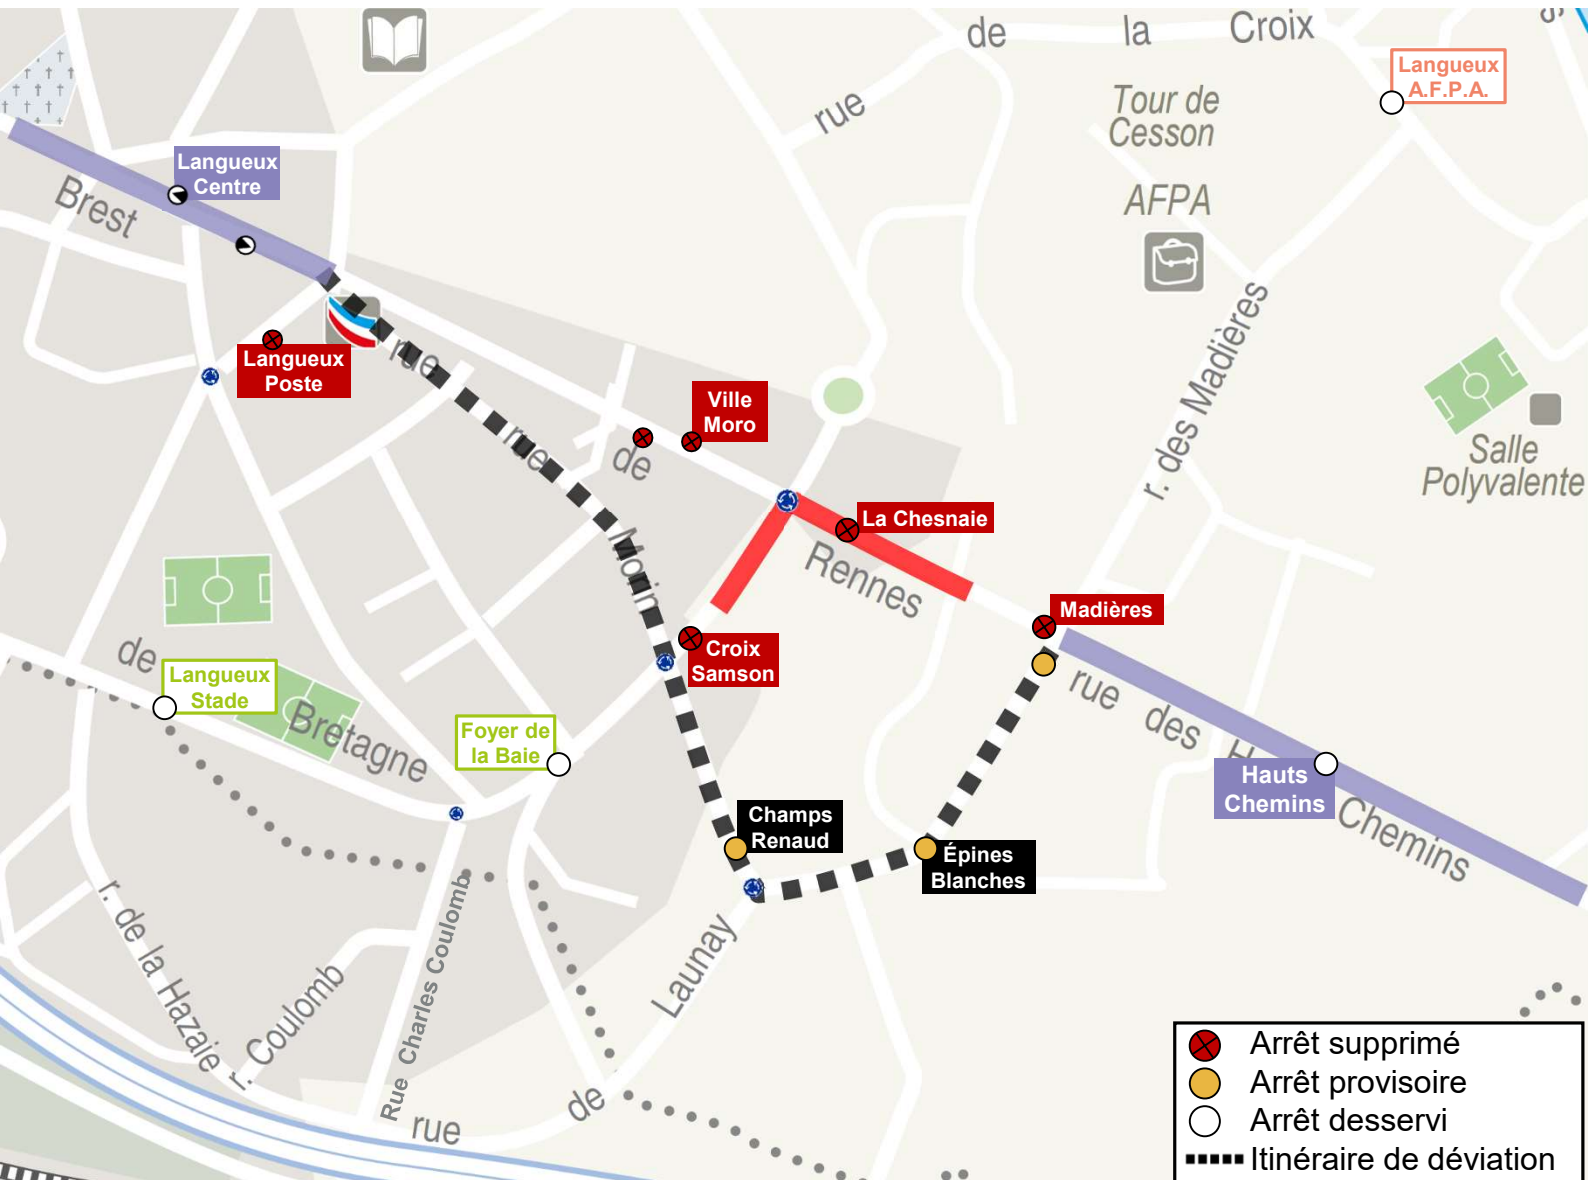 de la Croix
rue
Langueux
A.F.P.A.
Tour de
Cesson
AFPA
Langueux
Centre
Brest
r. des Madières
Langueux
Poste
rue
Ville
Moro
rue
de
Salle
Polyvalente
La Chesnaie
Rennes
Morin
Madières
Croix
Samson
de
Langueux
Stade
Bretagne
Foyer de
la Baie
rue des H
Hauts
Chemins
Chemins
Champs
Renaud
Épines
Blanches
r. de la Hazaie
r. Coulomb
Rue Charles Coulomb
Launay
de
rue
Arrêt supprimé
Arrêt provisoire
Arrêt desservi
Itinéraire de déviation